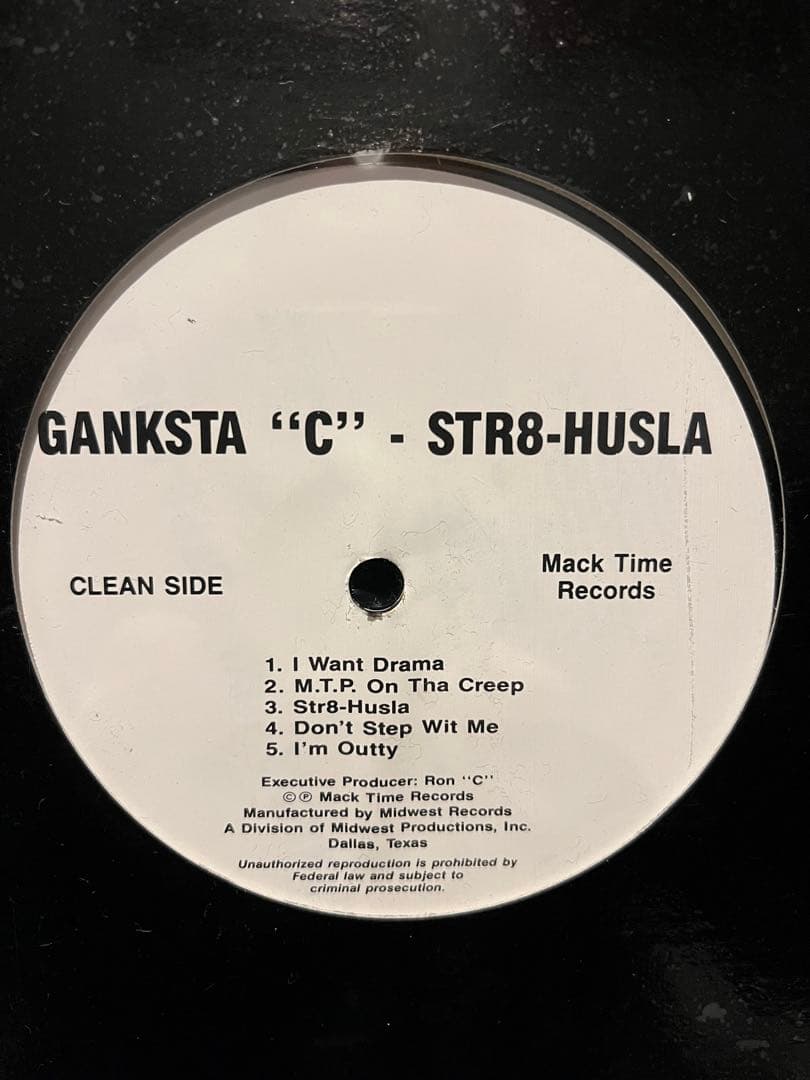 GANKSTA “C” - STR8-HUSLA
CLEAN SIDE
Mack Time
Records
1. I Want Drama
2. M.T.P. On Tha Creep
3. Str8-Husla
4. Don't Step Wit Me
5. I'm Outty
Executive Producer: Ron “C”
©℗ Mack Time Records
Manufactured by Midwest Records
A Division of Midwest Productions, Inc.
Dallas, Texas
Unauthorized reproduction is prohibited by
Federal law and subject to
criminal prosecution.